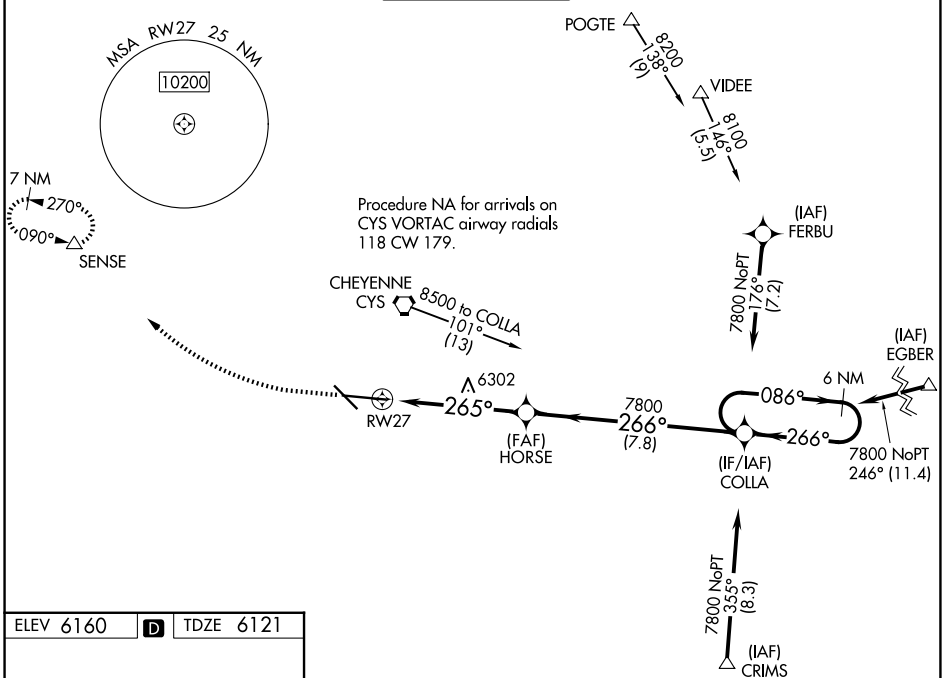 MSA RW27 25 NM
10200
POGTE
8200
138°
(9)
VIDEE
8100
146°
(5.5)
7 NM
270°
090°
SENSE
Procedure NA for arrivals on
CYS VORTAC airway radials
118 CW 179.
(IAF)
FERBU
CHEYENNE
CYS
8500 to COLLA
101°
(13)
7800 NoPT
176°
(7.2)
(IAF)
EGBER
6302
6 NM
086°
265°
RW27
7800
266°
(7.8)
266°
(FAF)
HORSE
(IF/IAF)
COLLA
7800 NoPT
246° (11.4)
7800 NoPT
355°
(8.3)
(IAF)
CRIMS
ELEV 6160 D TDZE 6121